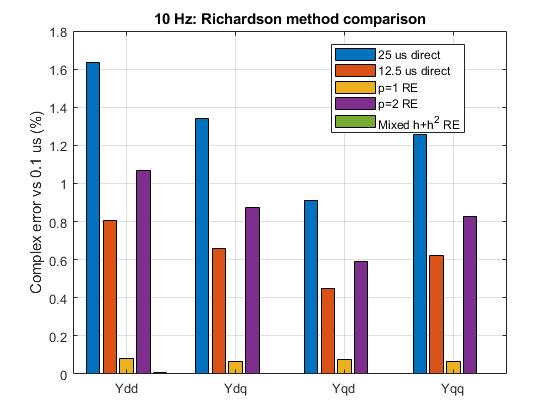 10 Hz: Richardson method comparison
Complex error vs 0.1 us (%)
1.8
1.6
1.4
1.2
1
0.8
0.6
0.4
0.2
0
25 us direct
12.5 us direct
p=1 RE
p=2 RE
Mixed h+h² RE
Ydd Ydq Yqd Yqq